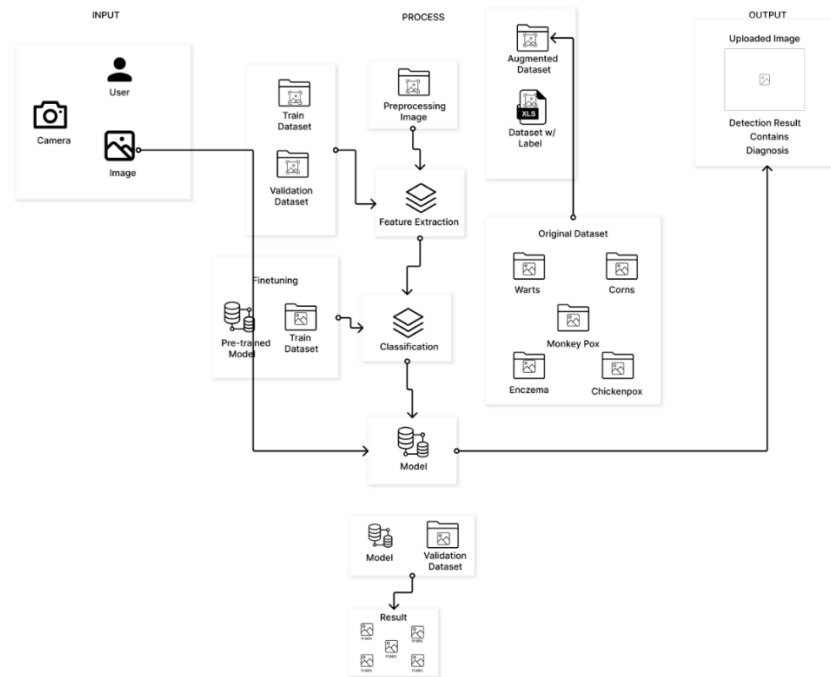 INPUT
PROCESS
OUTPUT
User
Camera
Image
Train
Dataset
Validation
Dataset
Preprocessing
Image
Feature Extraction
Finetuning
Pre-trained
Model
Train
Dataset
Classification
Model
Augmented
Dataset
XLS
Dataset w/
Label
Original Dataset
Warts
Corns
Monkey Pox
Enczema
Chickenpox
Uploaded Image
Detection Result
Contains
Diagnosis
Model
Validation
Dataset
Result